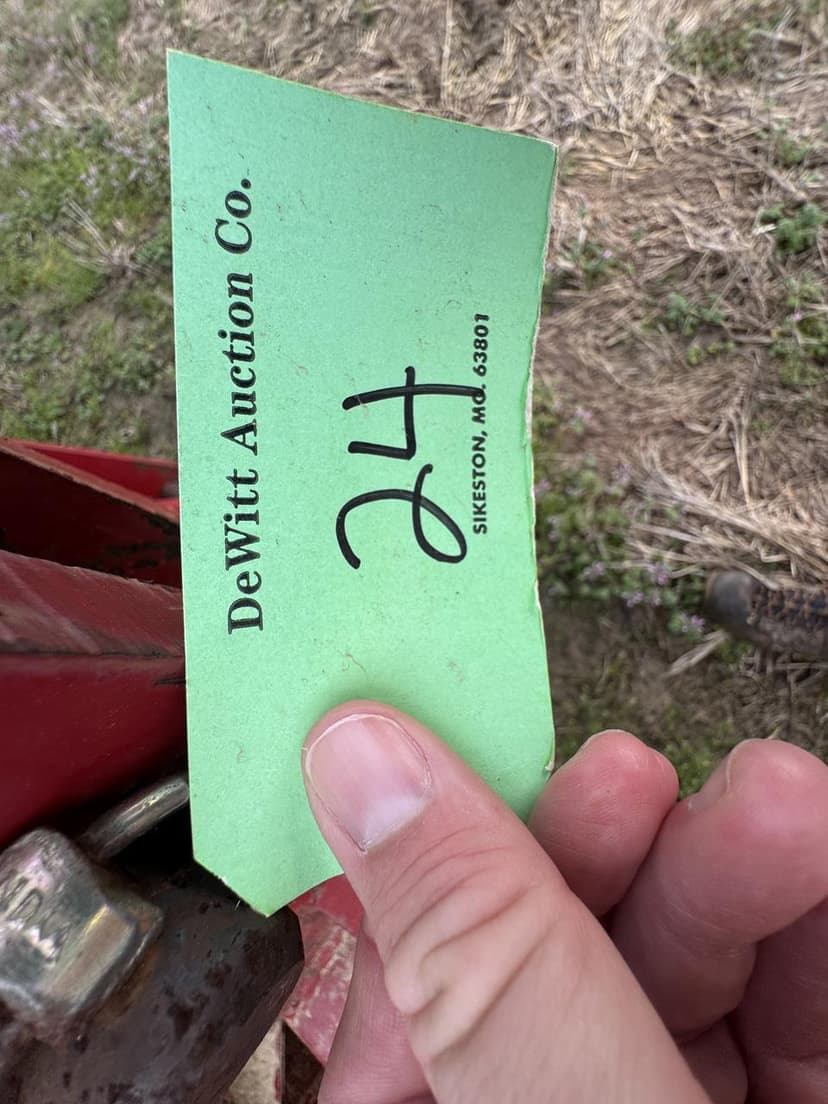 DeWitt Auction Co.
24
SIKESTON, MO. 63801